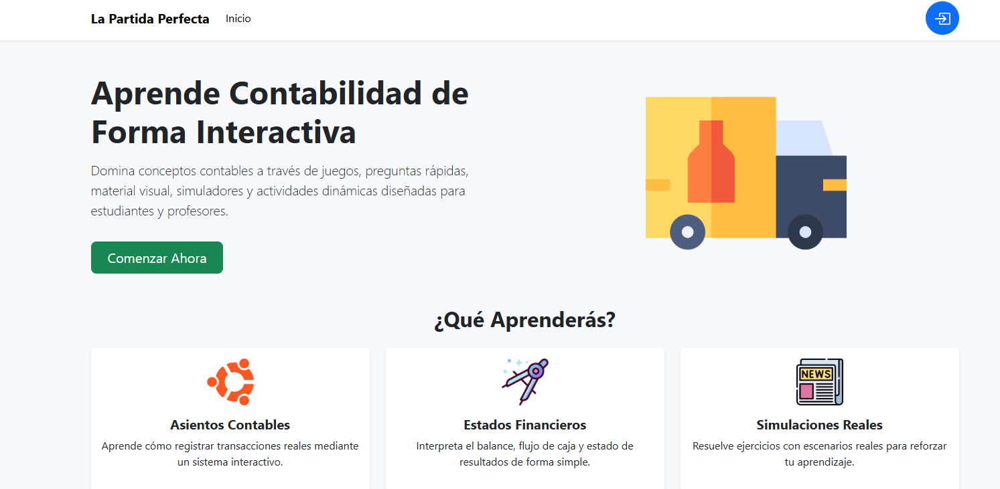 La Partida Perfecta
Inicio
Aprende Contabilidad de
Forma Interactiva
Domina conceptos contables a través de juegos, preguntas rápidas,
material visual, simuladores y actividades dinámicas diseñadas para
estudiantes y profesores.
Comenzar Ahora
¿Qué Aprenderás?
Asientos Contables
Aprende cómo registrar transacciones reales mediante
un sistema interactivo.
Estados Financieros
Interpreta el balance, flujo de caja y estado de
resultados de forma simple.
NEWS
Simulaciones Reales
Resuelve ejercicios con escenarios reales para reforzar
tu aprendizaje.